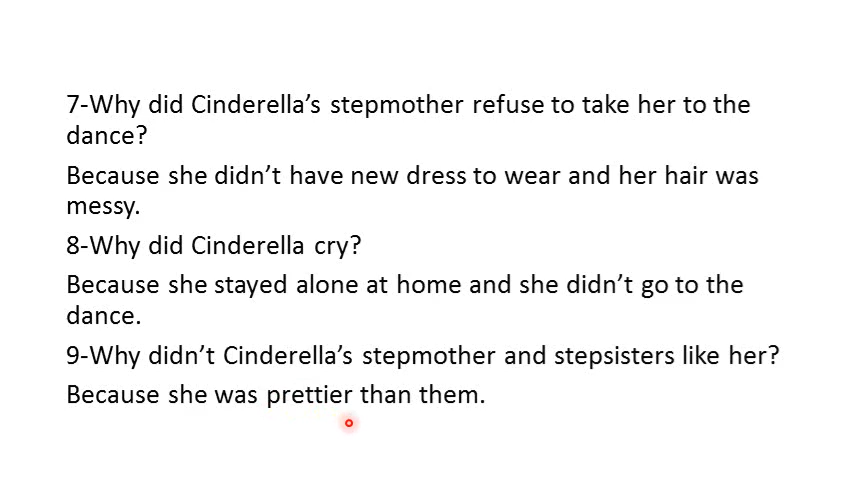 7-Why did Cinderella’s stepmother refuse to take her to the
dance?
Because she didn’t have new dress to wear and her hair was
messy.
8-Why did Cinderella cry?
Because she stayed alone at home and she didn’t go to the
dance.
9-Why didn’t Cinderella’s stepmother and stepsisters like her?
Because she was prettier than them.